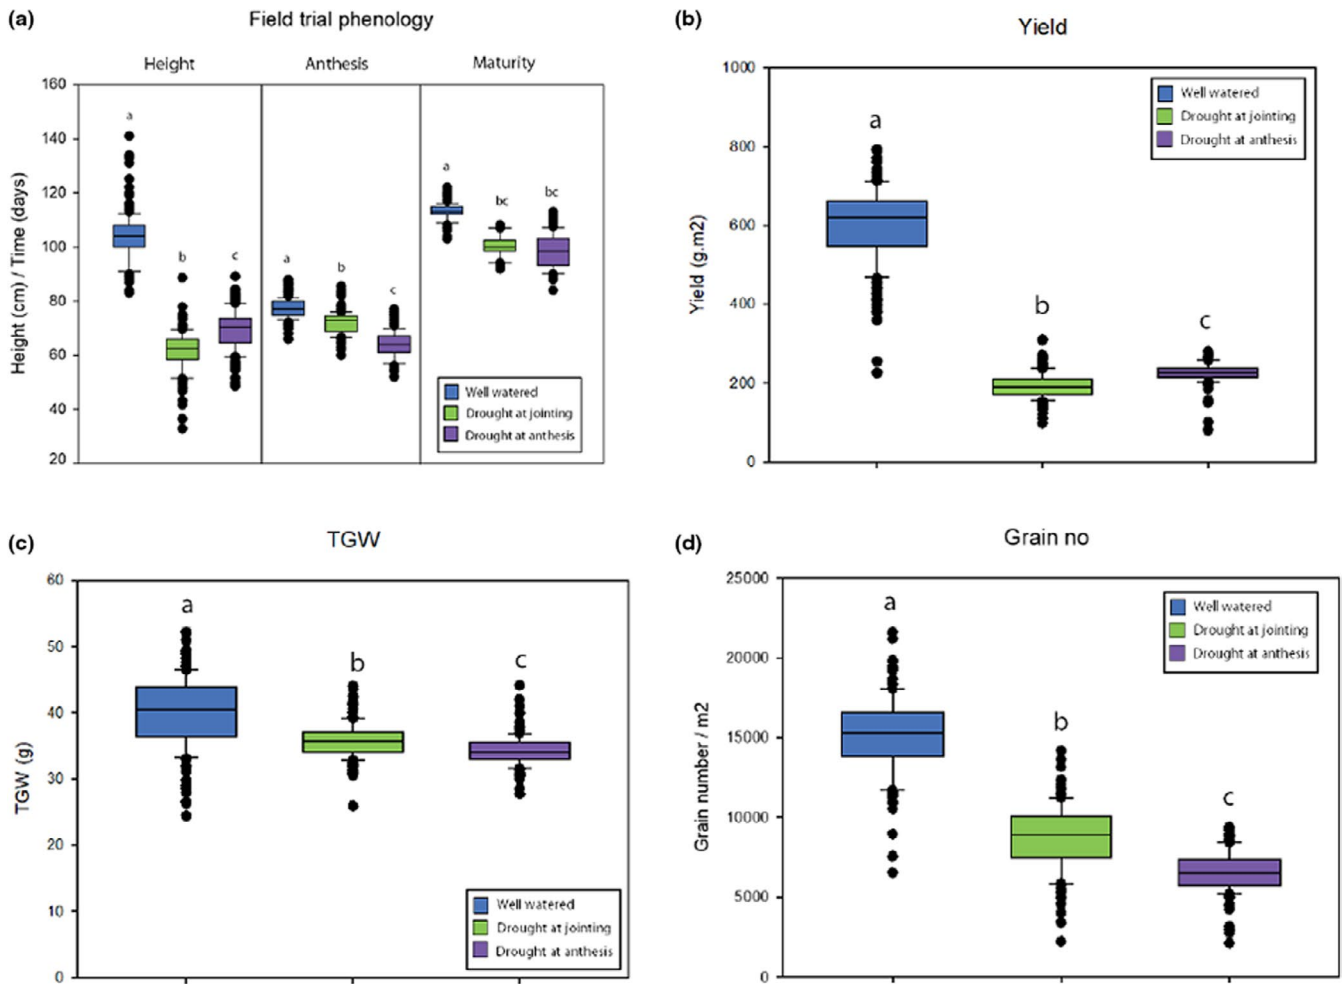 (a)
Field trial phenology
Height
Anthesis
Maturity
Height (cm) / Time (days)
160
140
120
100
80
60
40
20
a
b
c
a
b
c
a
bc
bc
Well watered
Drought at jointing
Drought at anthesis
(b)
Yield
Yield (g.m2)
1000
800
600
400
200
0
a
b
c
Well watered
Drought at jointing
Drought at anthesis
(c)
TGW
TGW (g)
60
50
40
30
20
10
0
a
b
c
Well watered
Drought at jointing
Drought at anthesis
(d)
Grain no
Grain number / m2
25000
20000
15000
10000
5000
0
a
b
c
Well watered
Drought at jointing
Drought at anthesis